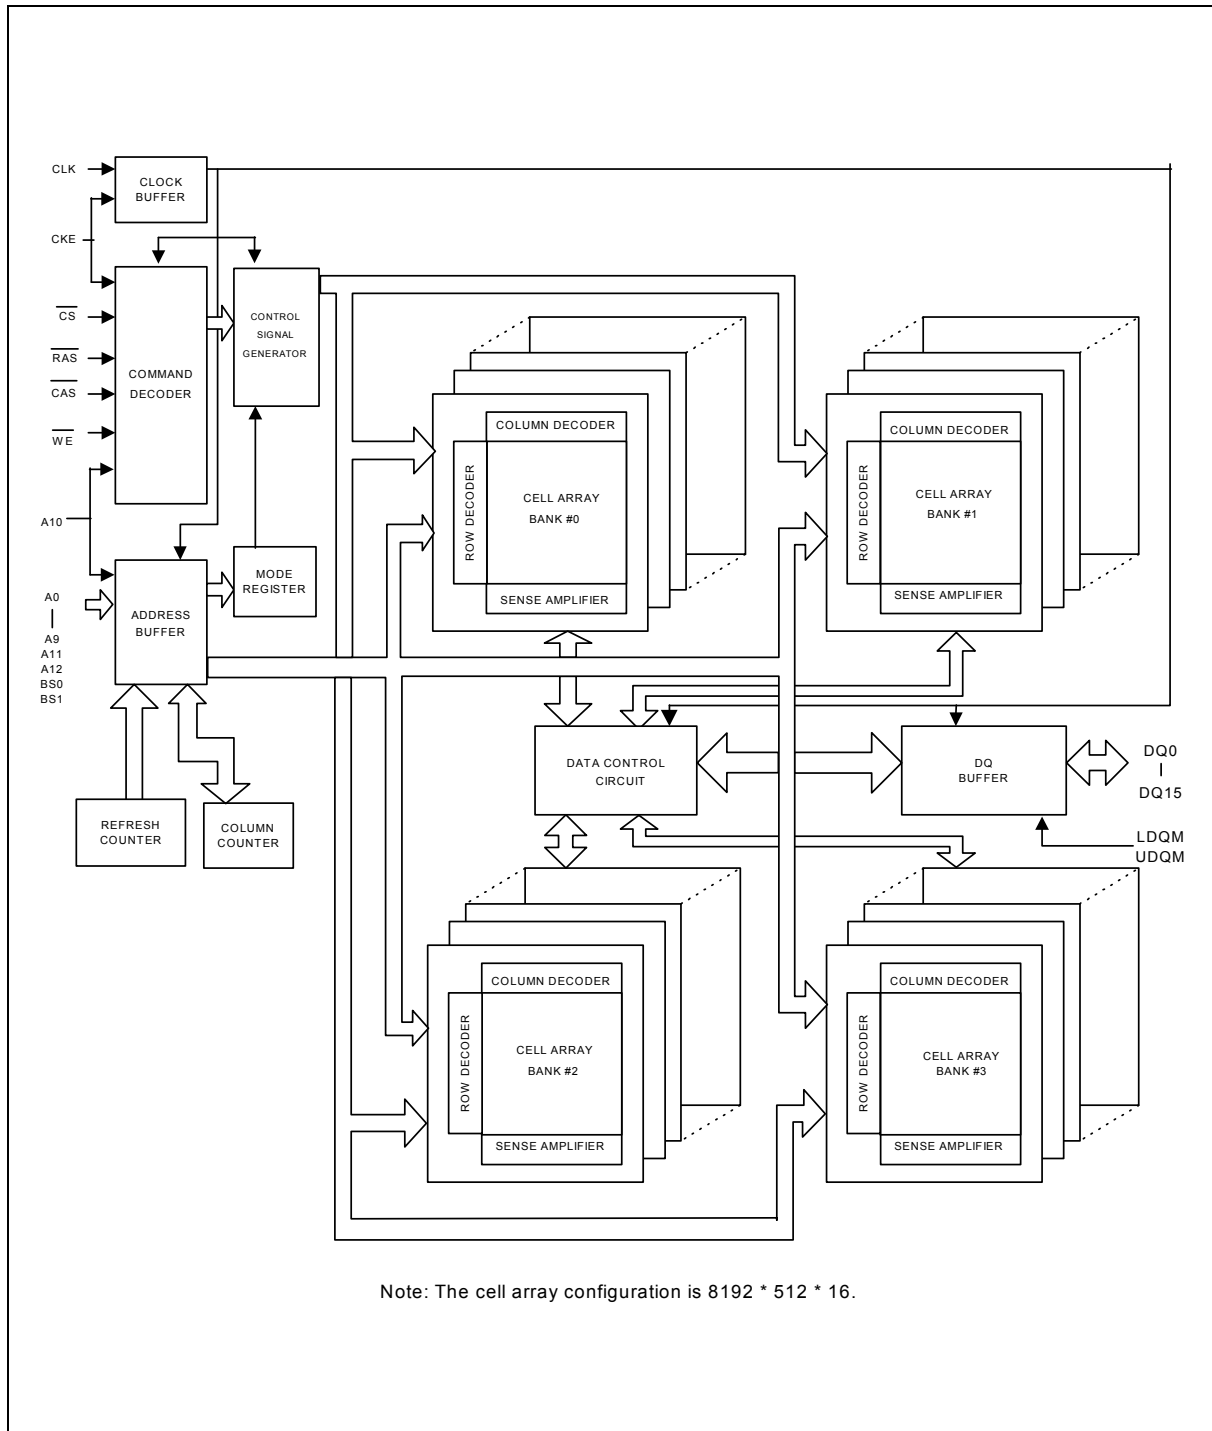 CLK
CLOCK
BUFFER
CKE
CS
RAS
CAS
WE
A10
COMMAND
DECODER
CONTROL
SIGNAL
GENERATOR
A0
A9
A11
A12
BS0
BS1
ADDRESS
BUFFER
MODE
REGISTER
REFRESH
COUNTER
COLUMN
COUNTER
COLUMN DECODER
ROW DECODER
CELL ARRAY
BANK #0
SENSE AMPLIFIER
COLUMN DECODER
ROW DECODER
CELL ARRAY
BANK #1
SENSE AMPLIFIER
DATA CONTROL
CIRCUIT
DQ
BUFFER
DQ0
DQ15
LDQM
UDQM
COLUMN DECODER
ROW DECODER
CELL ARRAY
BANK #2
SENSE AMPLIFIER
COLUMN DECODER
ROW DECODER
CELL ARRAY
BANK #3
SENSE AMPLIFIER
Note: The cell array configuration is 8192 * 512 * 16.